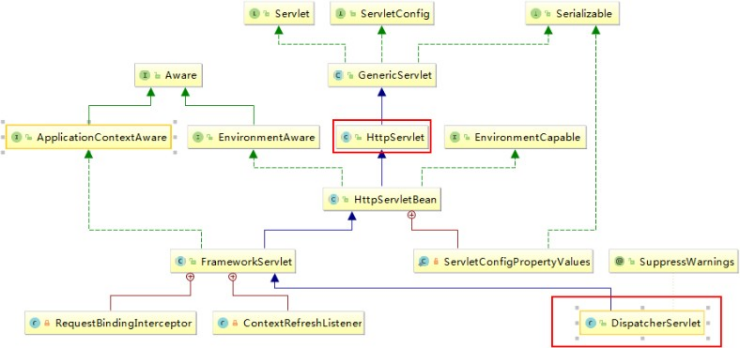 Servlet
ServletConfig
Serializable
Aware
GenericServlet
ApplicationContextAware
EnvironmentAware
HttpServlet
EnvironmentCapable
HttpServletBean
FrameworkServlet
ServletConfigPropertyValues
SuppressWarnings
RequestBindingInterceptor
ContextRefreshListener
DispatcherServlet